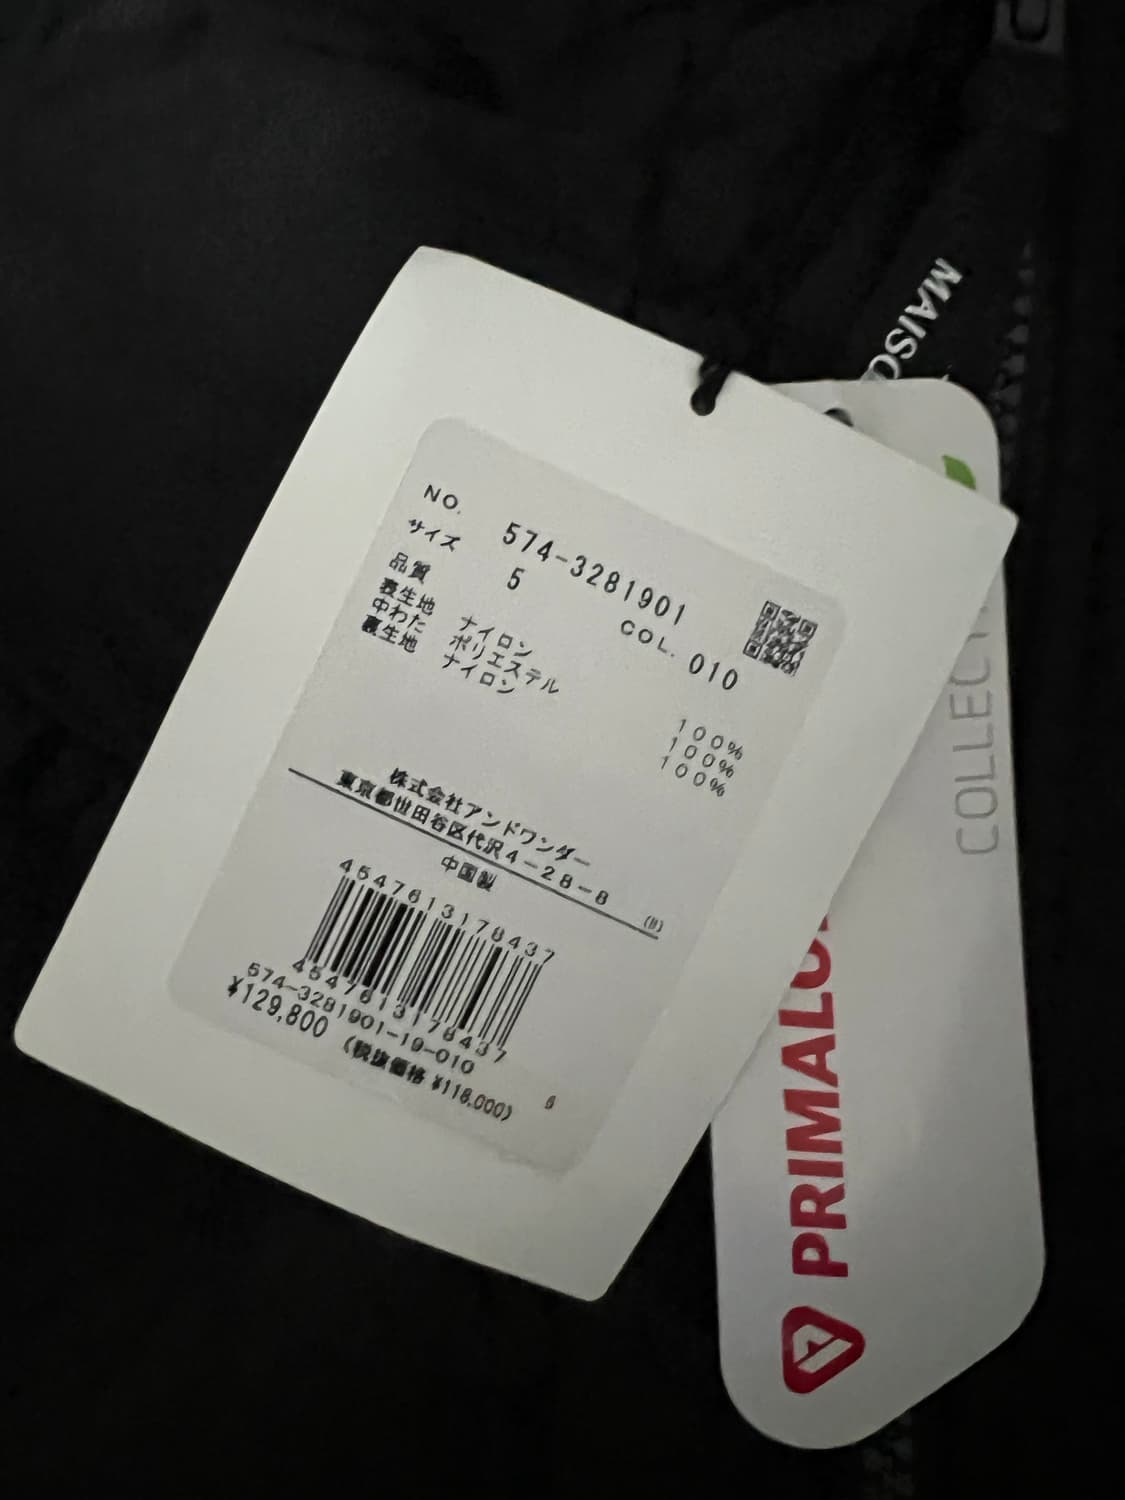 NO. 574-3281901
サイズ 5 COL. 010
品質
表生地 ナイロン 100%
中わた ポリエステル 100%
裏生地 ナイロン 100%
株式会社アンドワンダー
東京都世田谷区代沢4-28-8
中国製 (B)
4547613178437
4547613178437
574-3281901-19-010
¥129,800 6
(税抜価格 ¥118,000)
MAISO
COLLECT
PRIMALO